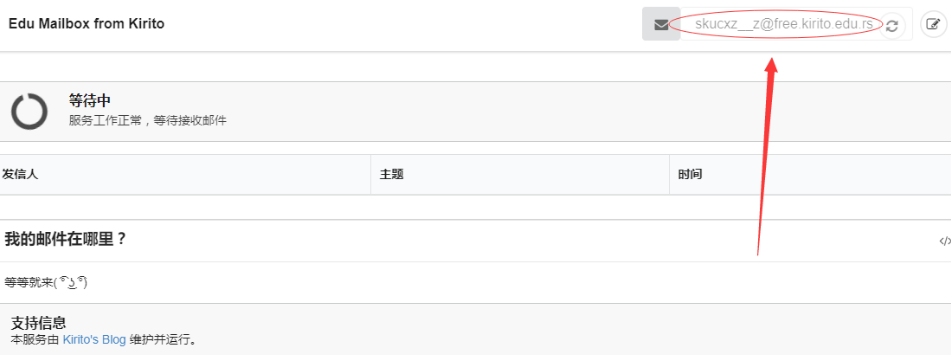 Edu Mailbox from Kirito
skucxz__z@free.kirito.edu.rs
等待中
服务工作正常，等待接收邮件
发信人 主题 时间
我的邮件在哪里？
</>
等等就来( ͡° ͜ʖ ͡°)
支持信息
本服务由 Kirito's Blog 维护并运行。